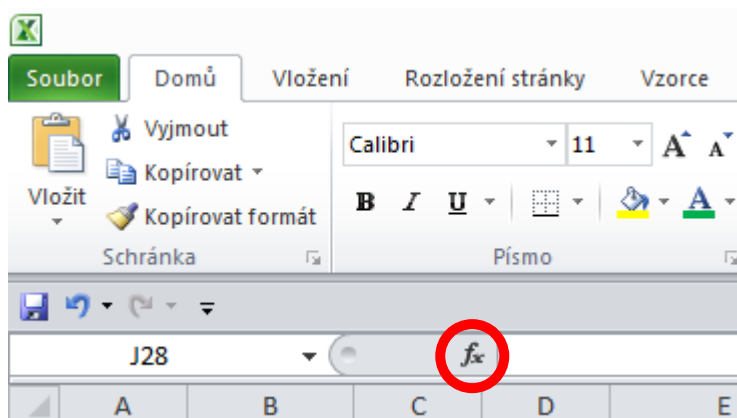 Soubor Domů Vložení Rozložení stránky Vzorce
Vyjmout
Calibri 11 A A
Kopírovat
Vložit
B I U A
Kopírovat formát
Schránka Písmo
J28 fx
A B C D E